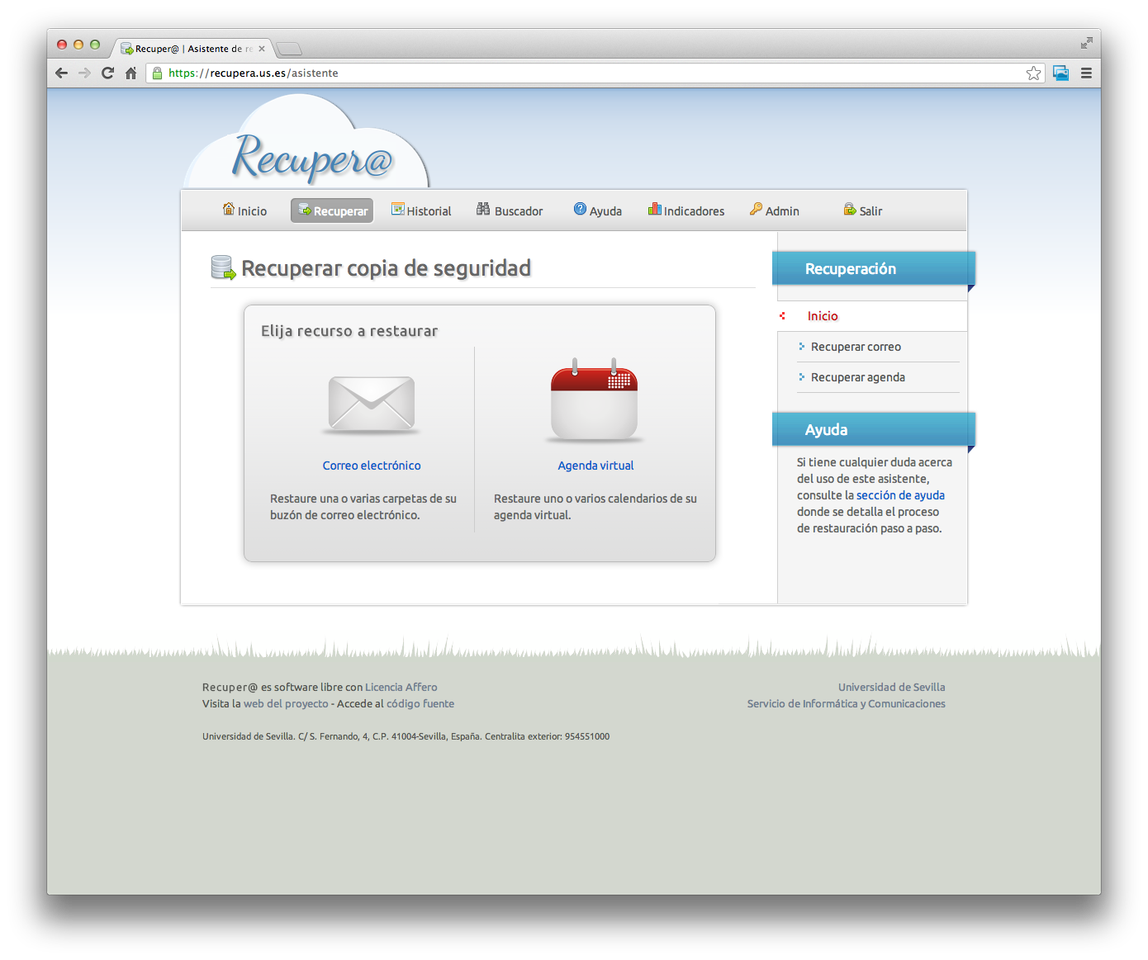 Recuper@ | Asistente de re
https://recupera.us.es/asistente
Recuper@
Inicio
Recuperar
Historial
Buscador
Ayuda
Indicadores
Admin
Salir
Recuperar copia de seguridad
Elija recurso a restaurar
Correo electrónico
Restaure una o varias carpetas de su
buzón de correo electrónico.
Agenda virtual
Restaure uno o varios calendarios de su
agenda virtual.
Recuperación
Inicio
Recuperar correo
Recuperar agenda
Ayuda
Si tiene cualquier duda acerca
del uso de este asistente,
consulte la sección de ayuda
donde se detalla el proceso
de restauración paso a paso.
Recuper@ es software libre con Licencia Affero
Visita la web del proyecto - Accede al código fuente
Universidad de Sevilla
Servicio de Informática y Comunicaciones
Universidad de Sevilla. C/ S. Fernando, 4, C.P. 41004-Sevilla, España. Centralita exterior: 954551000